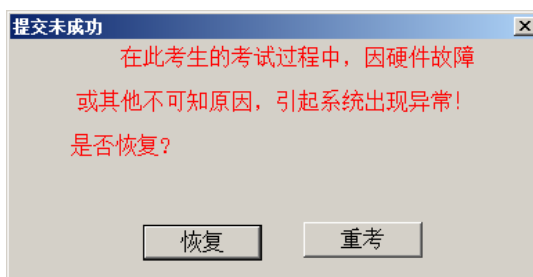 提交未成功
在此考生的考试过程中，因硬件故障
或其他不可知原因，引起系统出现异常！
是否恢复？
恢复
重考